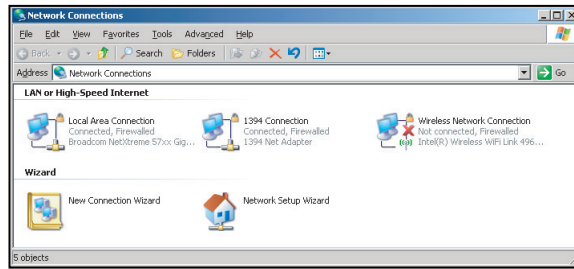 Network Connections
File Edit View Favorites Tools Advanced Help
Back Search Folders
Address Network Connections Go
LAN or High-Speed Internet
Local Area Connection
Connected, Firewalled
Broadcom NetXtreme 57xx Gig...
1394 Connection
Connected, Firewalled
1394 Net Adapter
Wireless Network Connection
Not connected, Firewalled
Intel(R) Wireless WiFi Link 496...
Wizard
New Connection Wizard
Network Setup Wizard
5 objects